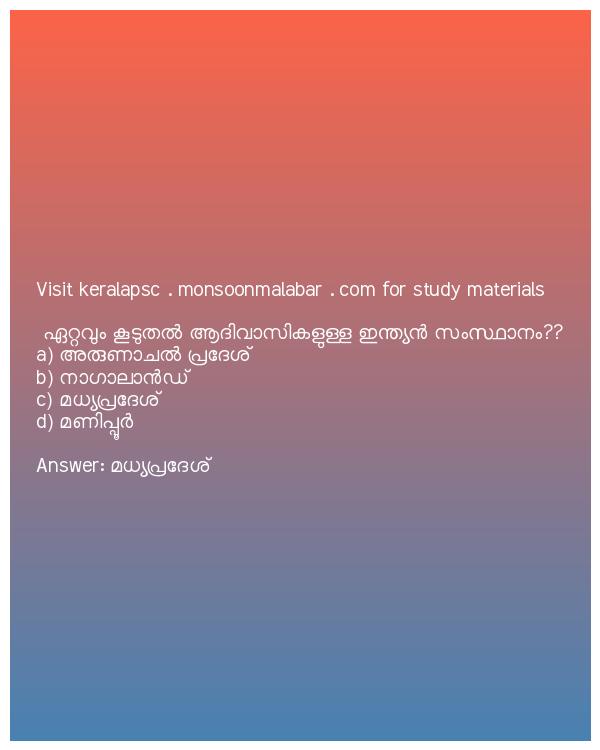 Visit keralapsc . monsoonmalabar . com for study materials
ഏറ്റവും കൂടുതൽ ആദിവാസികളുള്ള ഇന്ത്യൻ സംസ്ഥാനം??
a) അരുണാചൽ പ്രദേശ്
b) നാഗാലാൻഡ്
c) മധ്യപ്രദേശ്
d) മണിപ്പൂർ
Answer: മധ്യപ്രദേശ്